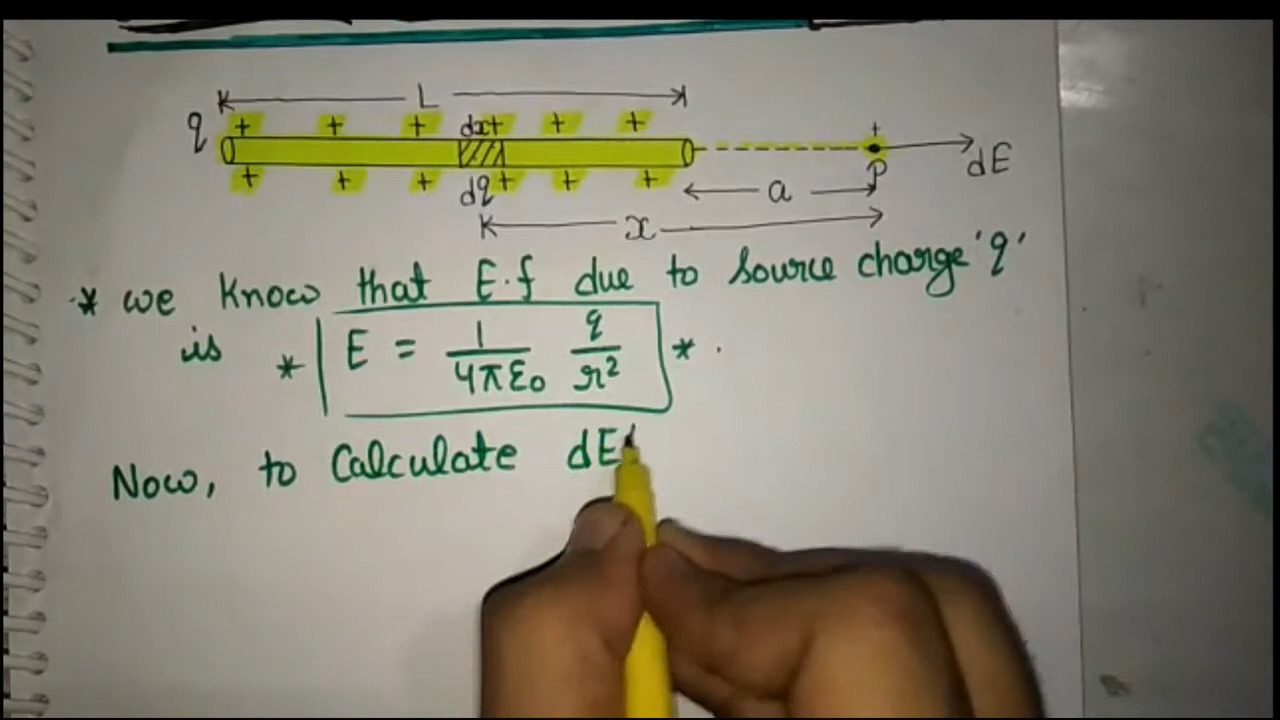 L
q + + + dx + + +
+ + + dq + + +
+
P
dE
a
x
* we know that E.f due to source charge 'q'
is * E = 1/4πε₀ q/r² * .
Now, to Calculate dE